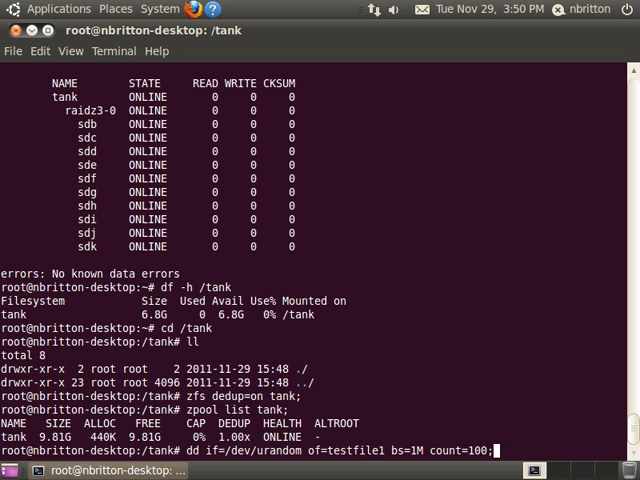 Applications Places System Tue Nov 29, 3:50 PM nbritton
root@nbritton-desktop: /tank
File Edit View Terminal Help
NAME STATE READ WRITE CKSUM
tank ONLINE 0 0 0
raidz3-0 ONLINE 0 0 0
sdb ONLINE 0 0 0
sdc ONLINE 0 0 0
sdd ONLINE 0 0 0
sde ONLINE 0 0 0
sdf ONLINE 0 0 0
sdg ONLINE 0 0 0
sdh ONLINE 0 0 0
sdi ONLINE 0 0 0
sdj ONLINE 0 0 0
sdk ONLINE 0 0 0
errors: No known data errors
root@nbritton-desktop:~# df -h /tank
Filesystem Size Used Avail Use% Mounted on
tank 6.8G 0 6.8G 0% /tank
root@nbritton-desktop:~# cd /tank
root@nbritton-desktop:/tank# ll
total 8
drwxr-xr-x 2 root root 2 2011-11-29 15:48 ./
drwxr-xr-x 23 root root 4096 2011-11-29 15:48 ../
root@nbritton-desktop:/tank# zfs dedup=on tank;
root@nbritton-desktop:/tank# zpool list tank;
NAME SIZE ALLOC FREE CAP DEDUP HEALTH ALTROOT
tank 9.81G 440K 9.81G 0% 1.00x ONLINE -
root@nbritton-desktop:/tank# dd if=/dev/urandom of=testfile1 bs=1M count=100;
root@nbritton-desktop: ...